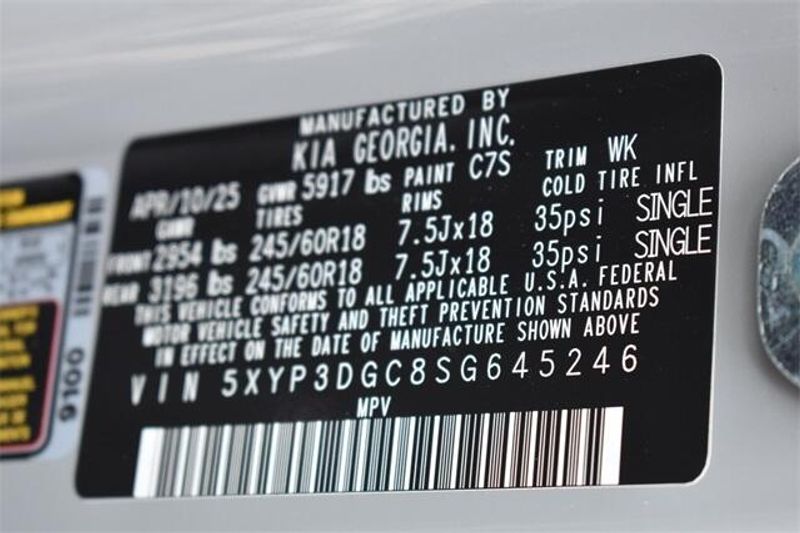 MANUFACTURED BY
KIA GEORGIA. INC.
APR/10/25 GVWR 5917 lbs PAINT C7S TRIM WK
GAWR TIRES RIMS COLD TIRE INFL
FRONT 2954 lbs 245/60R18 7.5Jx18 35psi SINGLE
REAR 3196 lbs 245/60R18 7.5Jx18 35psi SINGLE
THIS VEHICLE CONFORMS TO ALL APPLICABLE U.S.A. FEDERAL
MOTOR VEHICLE SAFETY AND THEFT PREVENTION STANDARDS
IN EFFECT ON THE DATE OF MANUFACTURE SHOWN ABOVE
VIN 5XYP3DGC8SG645246
MPV
9100